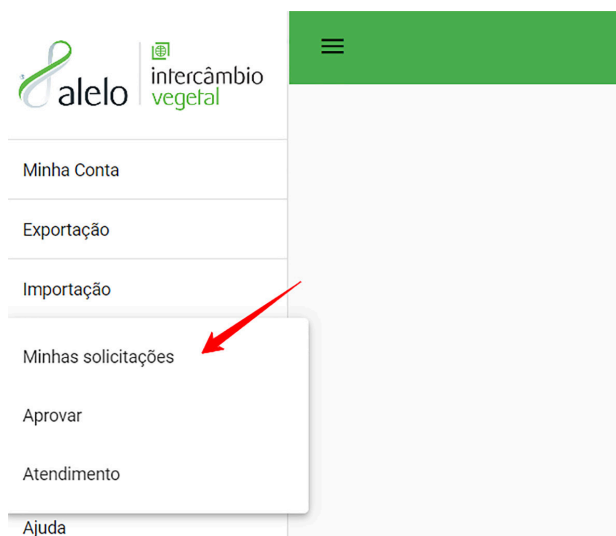 alelo
intercâmbio
vegetal
Minha Conta
Exportação
Importação
Minhas solicitações
Aprovar
Atendimento
Ajuda